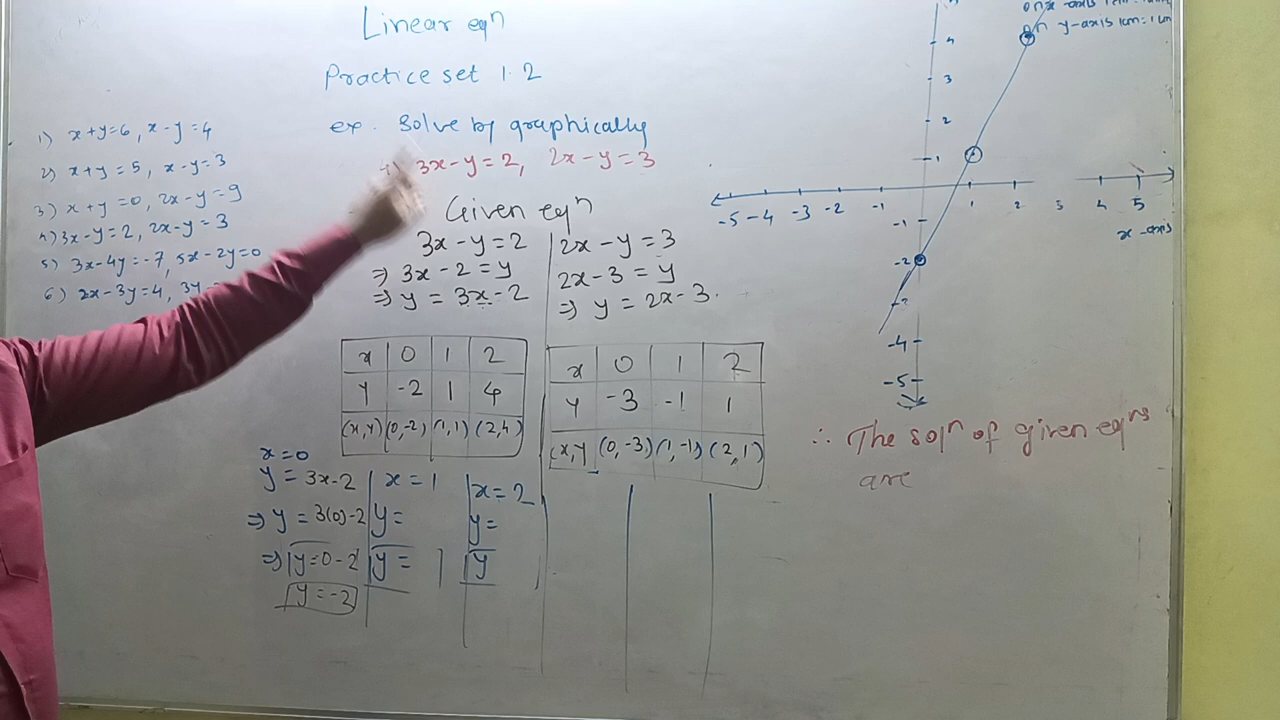 Linear eqn
Practice set 1.2
1) x+y=6, x-y=4
2) x+y=5, x-y=3
3) x+y=0, 2x-y=9
4) 3x-y=2, 2x-y=3
5) 3x-4y=-7, 5x-2y=0
6) 2x-3y=4, 3y
ex. Solve by graphically
3x-y=2, 2x-y=3
Given eqn
3x-y=2
⇒ 3x-2=y
⇒ y=3x-2
2x-y=3
2x-3=y
⇒ y=2x-3.
x 0 1 2
y -2 1 4
(x,y) (0,-2) (1,1) (2,4)
x 0 1 2
y -3 -1 1
(x,y (0,-3) (1,-1) (2,1)
x=0
y=3x-2
⇒ y=3(0)-2
⇒ y=0-2
y=-2
x=1
y=
y=
x=2
y=
y
on x-axis 1cm:
on y-axis 1cm:1cm
4
3
2
1
-5 -4 -3 -2 -1 1 2 3 4 5
x-axis
-1
-2
-4
-5
∴ The soln of given eqns
are